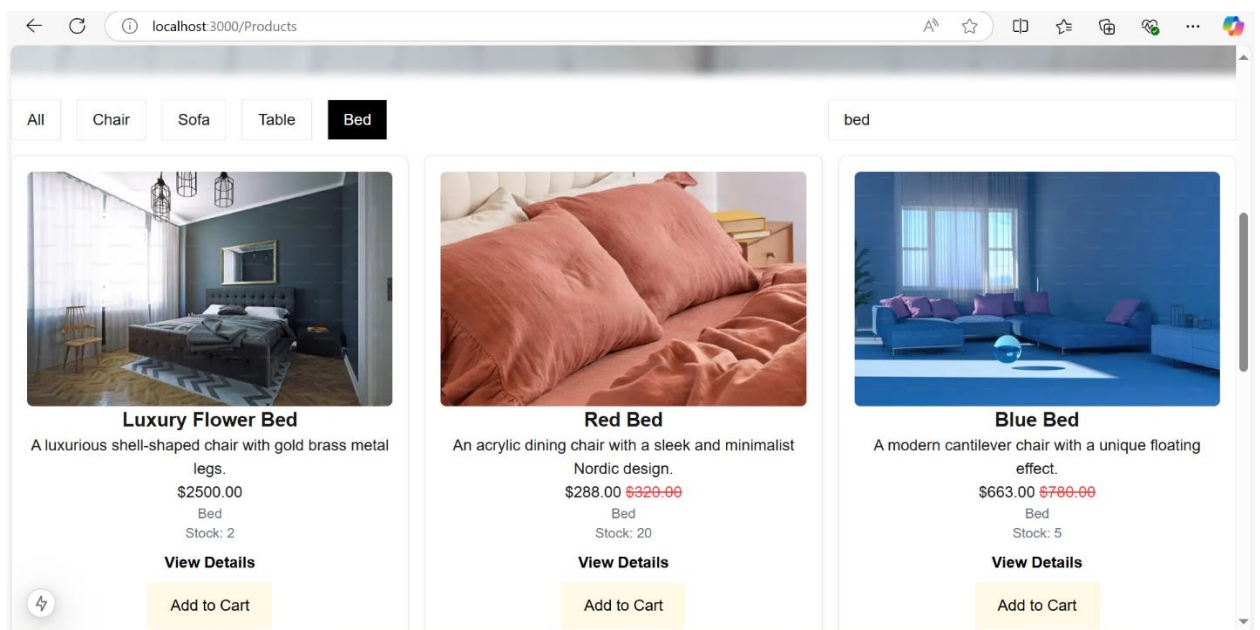 localhost:3000/Products
All Chair Sofa Table Bed bed
Luxury Flower Bed
A luxurious shell-shaped chair with gold brass metal
legs.
$2500.00
Bed
Stock: 2
View Details
Add to Cart
Red Bed
An acrylic dining chair with a sleek and minimalist
Nordic design.
$288.00 $320.00
Bed
Stock: 20
View Details
Add to Cart
Blue Bed
A modern cantilever chair with a unique floating
effect.
$663.00 $780.00
Bed
Stock: 5
View Details
Add to Cart